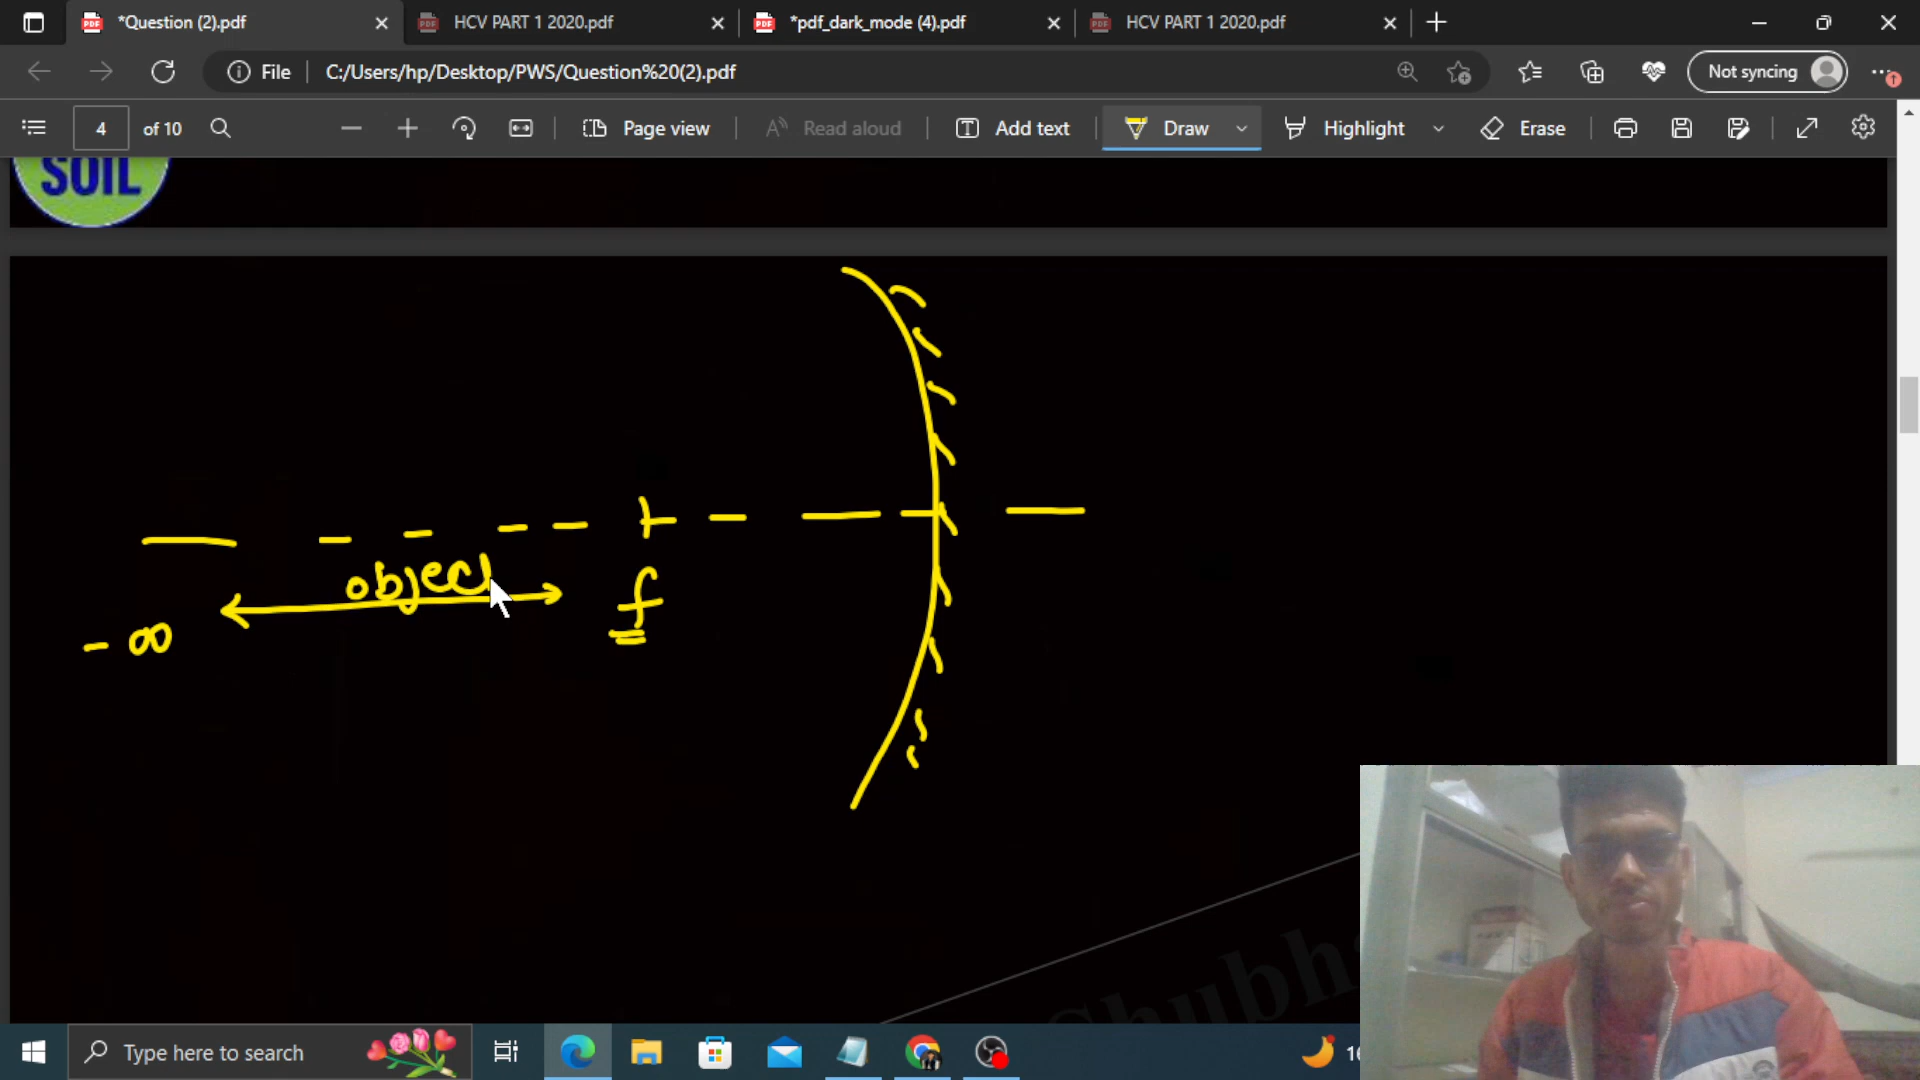 *Question (2).pdf
HCV PART 1 2020.pdf
*pdf_dark_mode (4).pdf
HCV PART 1 2020.pdf
File
C:/Users/hp/Desktop/PWS/Question%20(2).pdf
Not syncing
4 of 10
Page view
Read aloud
Add text
Draw
Highlight
Erase
SOIL
object
f
- ∞
Shubha
Type here to search
16